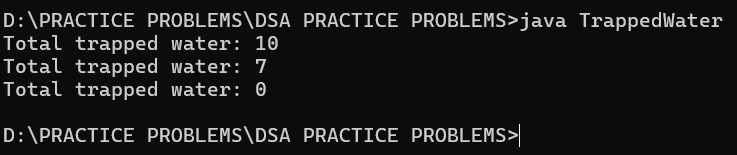 D:\PRACTICE PROBLEMS\DSA PRACTICE PROBLEMS>java TrappedWater
Total trapped water: 10
Total trapped water: 7
Total trapped water: 0
D:\PRACTICE PROBLEMS\DSA PRACTICE PROBLEMS>